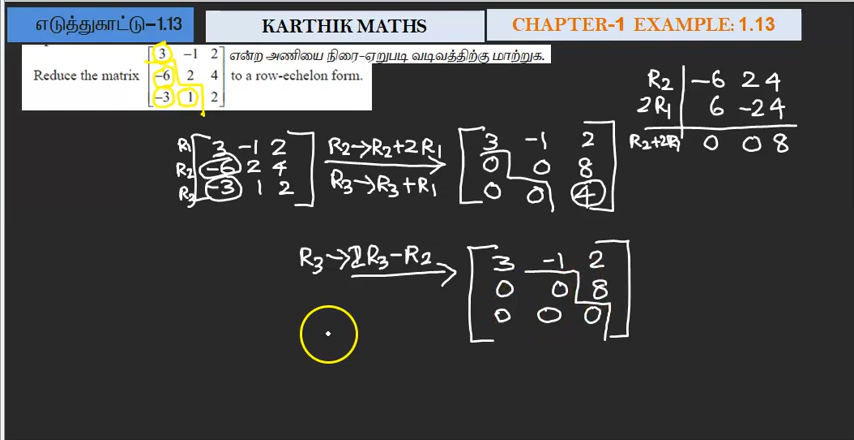 எடுத்துகாட்டு–1.13
KARTHIK MATHS
CHAPTER-1 EXAMPLE: 1.13
Reduce the matrix
3 −1 2
−6 2 4
−3 1 2
என்ற அணியை நிரை-ஏறுபடி வடிவத்திற்கு மாற்றுக.
to a row-echelon form.
R2 | −6 2 4
2R1 | 6 −2 4
R2+2R1 | 0 0 8
R1 3 −1 2
R2 −6 2 4
R3 −3 1 2
R2→R2+2R1
R3→R3+R1
3 −1 2
0 0 8
0 0 4
R3→2R3−R2
3 −1 2
0 0 8
0 0 0